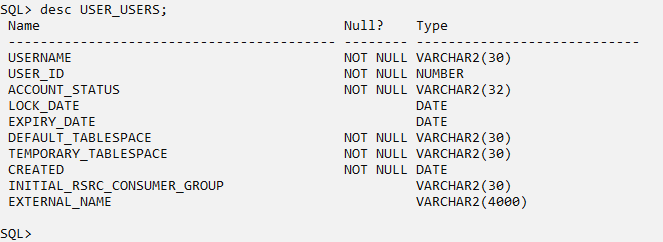 SQL> desc USER_USERS;
 Name                                      Null?    Type
 ----------------------------------------- -------- ----------------------------
 USERNAME                                  NOT NULL VARCHAR2(30)
 USER_ID                                   NOT NULL NUMBER
 ACCOUNT_STATUS                            NOT NULL VARCHAR2(32)
 LOCK_DATE                                          DATE
 EXPIRY_DATE                                        DATE
 DEFAULT_TABLESPACE                        NOT NULL VARCHAR2(30)
 TEMPORARY_TABLESPACE                      NOT NULL VARCHAR2(30)
 CREATED                                   NOT NULL DATE
 INITIAL_RSRC_CONSUMER_GROUP                        VARCHAR2(30)
 EXTERNAL_NAME                                      VARCHAR2(4000)

SQL>